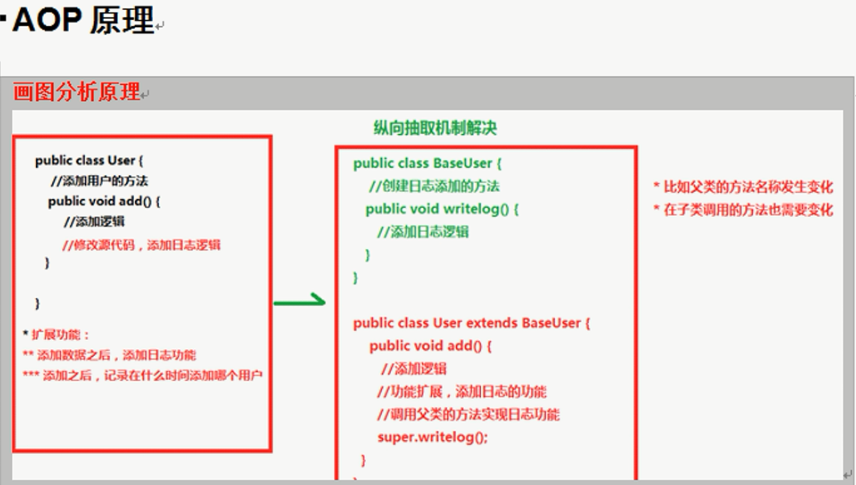 AOP 原理
画图分析原理
public class User {
//添加用户的方法
public void add() {
//添加逻辑
//修改源代码，添加日志逻辑
}
}
* 扩展功能：
** 添加数据之后，添加日志功能
*** 添加之后，记录在什么时间添加哪个用户
纵向抽取机制解决
public class BaseUser {
//创建日志添加的方法
public void writelog() {
//添加日志逻辑
}
}
public class User extends BaseUser {
public void add() {
//添加逻辑
//功能扩展，添加日志的功能
//调用父类的方法实现日志功能
super.writelog();
}
* 比如父类的方法名称发生变化
* 在子类调用的方法也需要变化